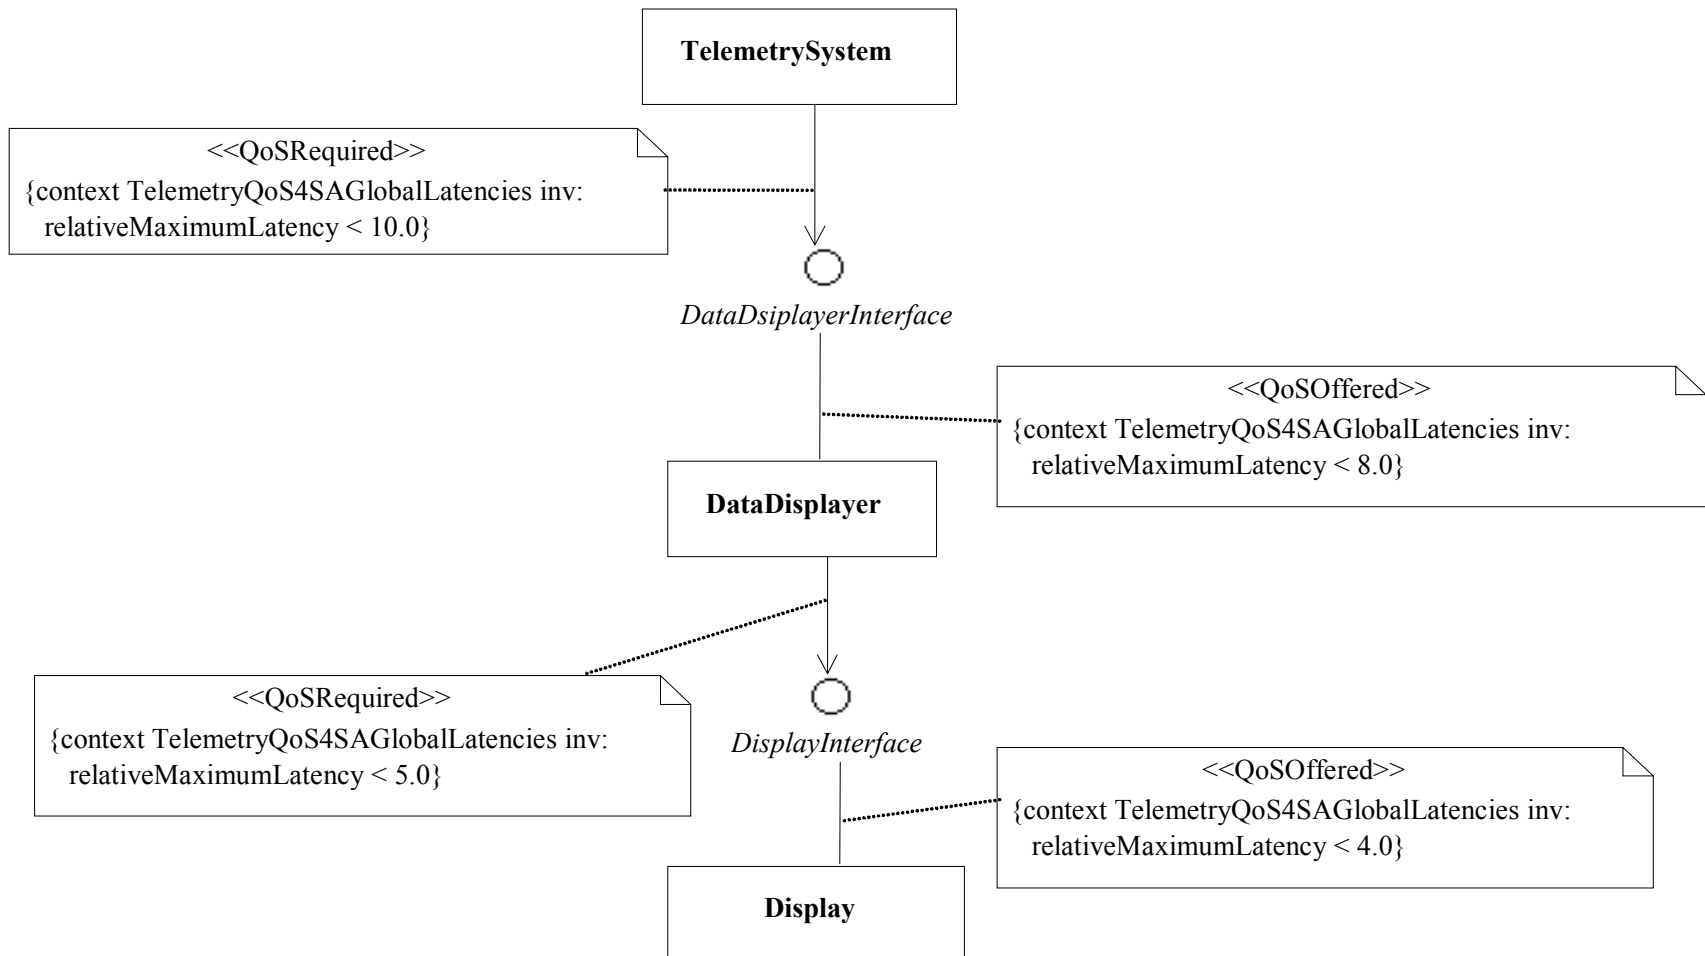 TelemetrySystem
<<QoSRequired>>
{context TelemetryQoS4SAGlobalLatencies inv:
relativeMaximumLatency < 10.0}
DataDsiplayerInterface
<<QoSOffered>>
{context TelemetryQoS4SAGlobalLatencies inv:
relativeMaximumLatency < 8.0}
DataDisplayer
<<QoSRequired>>
{context TelemetryQoS4SAGlobalLatencies inv:
relativeMaximumLatency < 5.0}
DisplayInterface
<<QoSOffered>>
{context TelemetryQoS4SAGlobalLatencies inv:
relativeMaximumLatency < 4.0}
Display